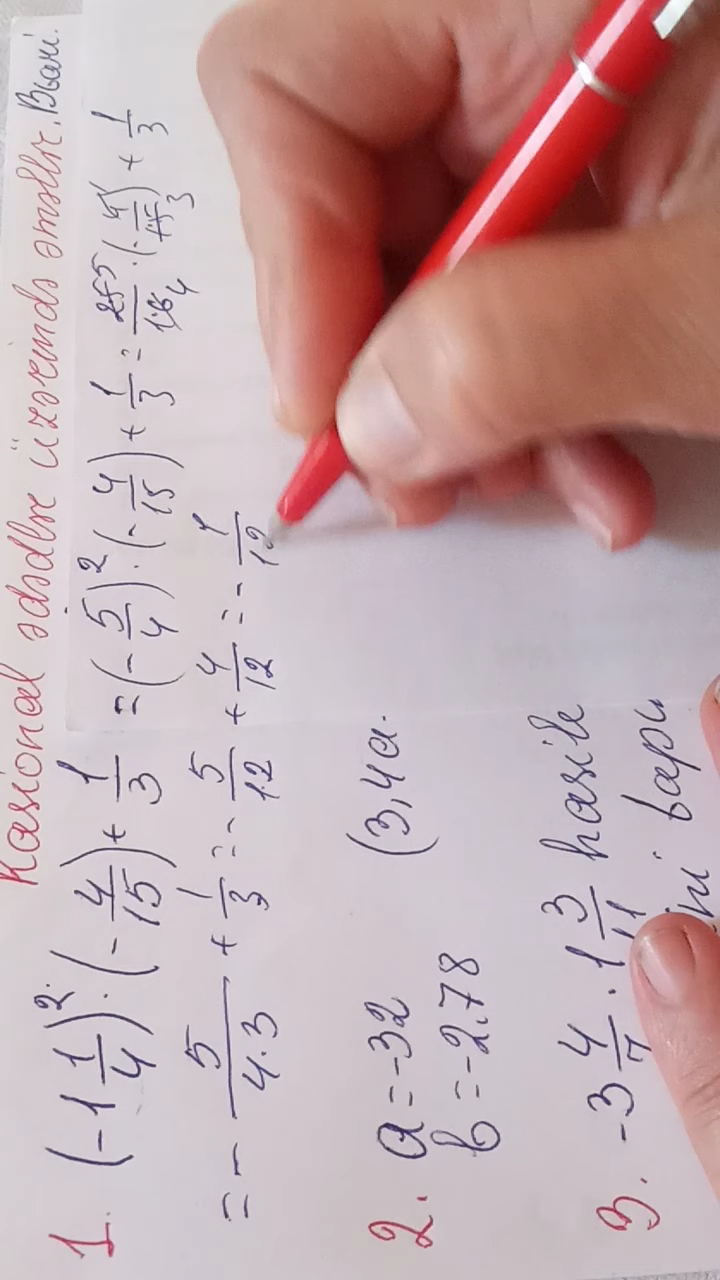 Rasional ədədlər üzərində əməllər.
1. (-1 1/4)² · (-4/15) + 1/3 = (-5/4)² · (-4/15) + 1/3 = 25/16 · (-4/15) + 1/3
= - 5/4·3 + 1/3 = - 5/12 + 4/12 = - 1/12
2. a = -32 (3,4a·
b = -2.78
3. -3 4/7 · 1 3/11 hasile